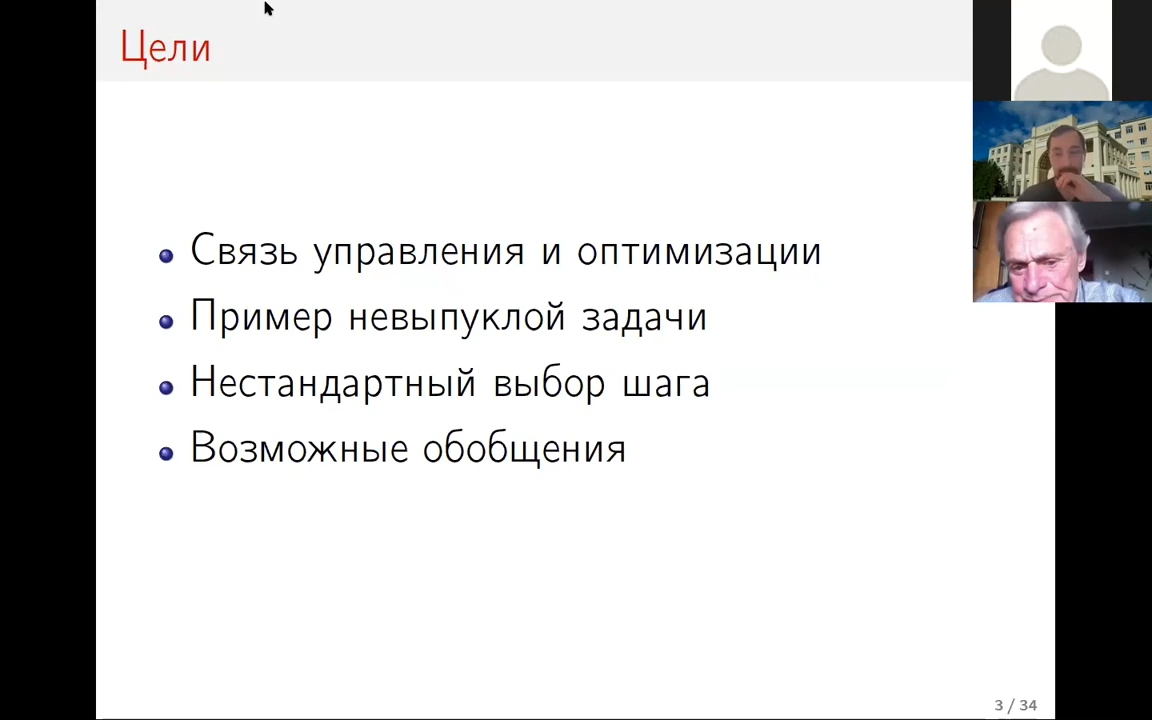 Цели
Связь управления и оптимизации
Пример невыпуклой задачи
Нестандартный выбор шага
Возможные обобщения
3 / 34